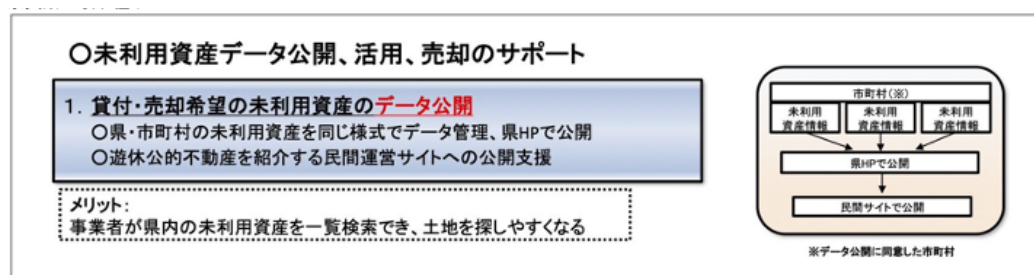 ○未利用資産データ公開、活用、売却のサポート
1. 貸付・売却希望の未利用資産のデータ公開
○県・市町村の未利用資産を同じ様式でデータ管理、県HPで公開
○遊休公的不動産を紹介する民間運営サイトへの公開支援
メリット:
事業者が県内の未利用資産を一覧検索でき、土地を探しやすくなる
市町村(※)
未利用
資産情報
未利用
資産情報
未利用
資産情報
県HPで公開
民間サイトで公開
※データ公開に同意した市町村